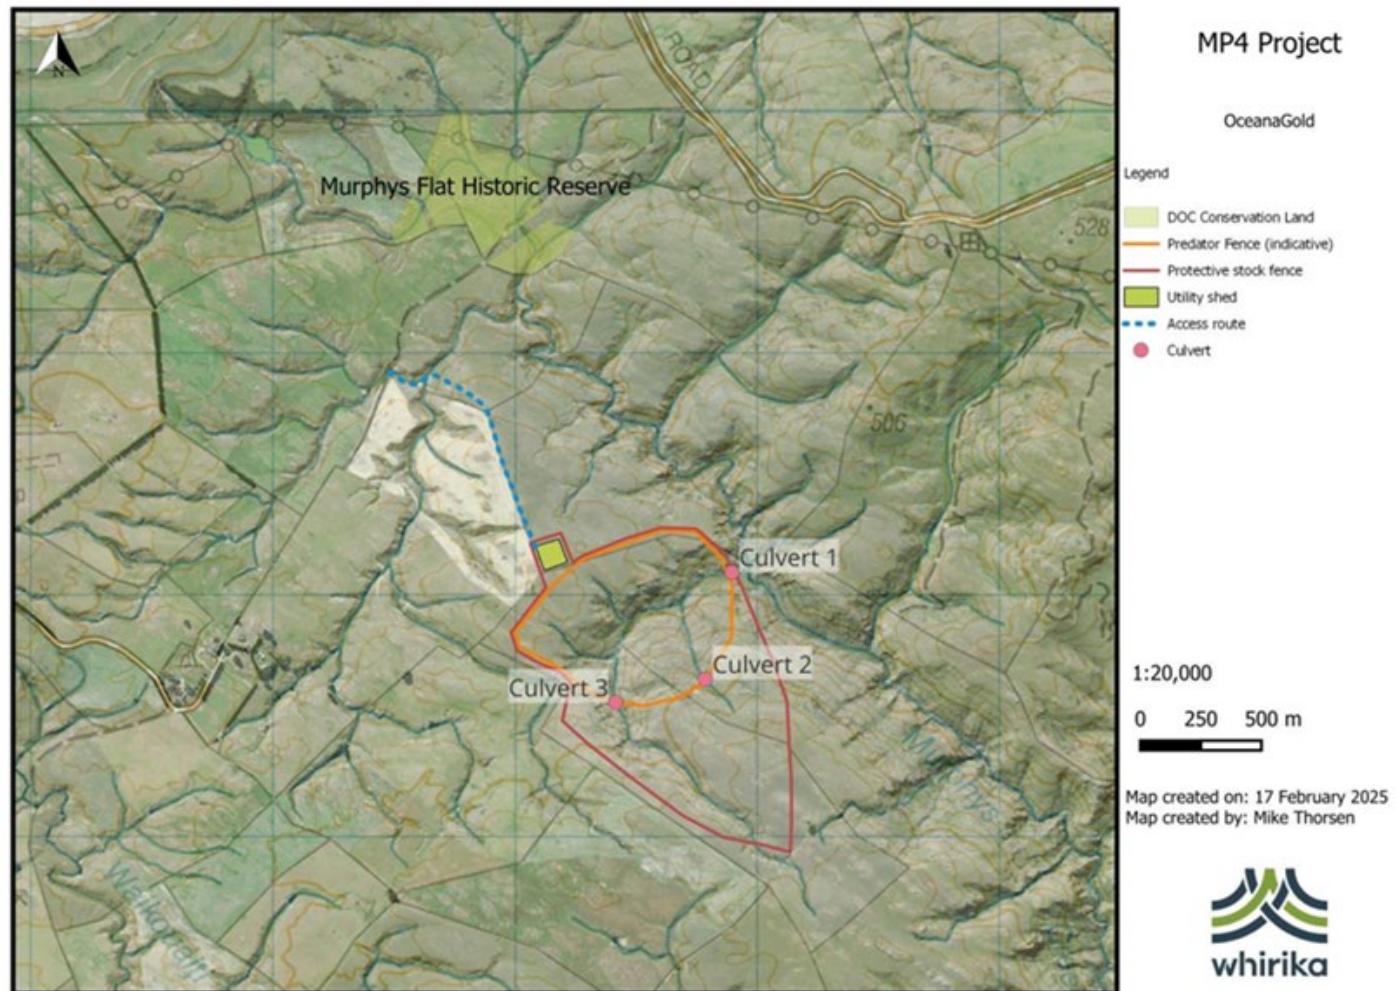 MP4 Project
OceanaGold
Legend
DOC Conservation Land
Predator Fence (indicative)
Protective stock fence
Utility shed
Access route
Culvert
1:20,000
0 250 500 m
Map created on: 17 February 2025
Map created by: Mike Thorsen
whirika
N
ROAD
Murphys Flat Historic Reserve
528
506
Culvert 1
Culvert 2
Culvert 3
Murphys